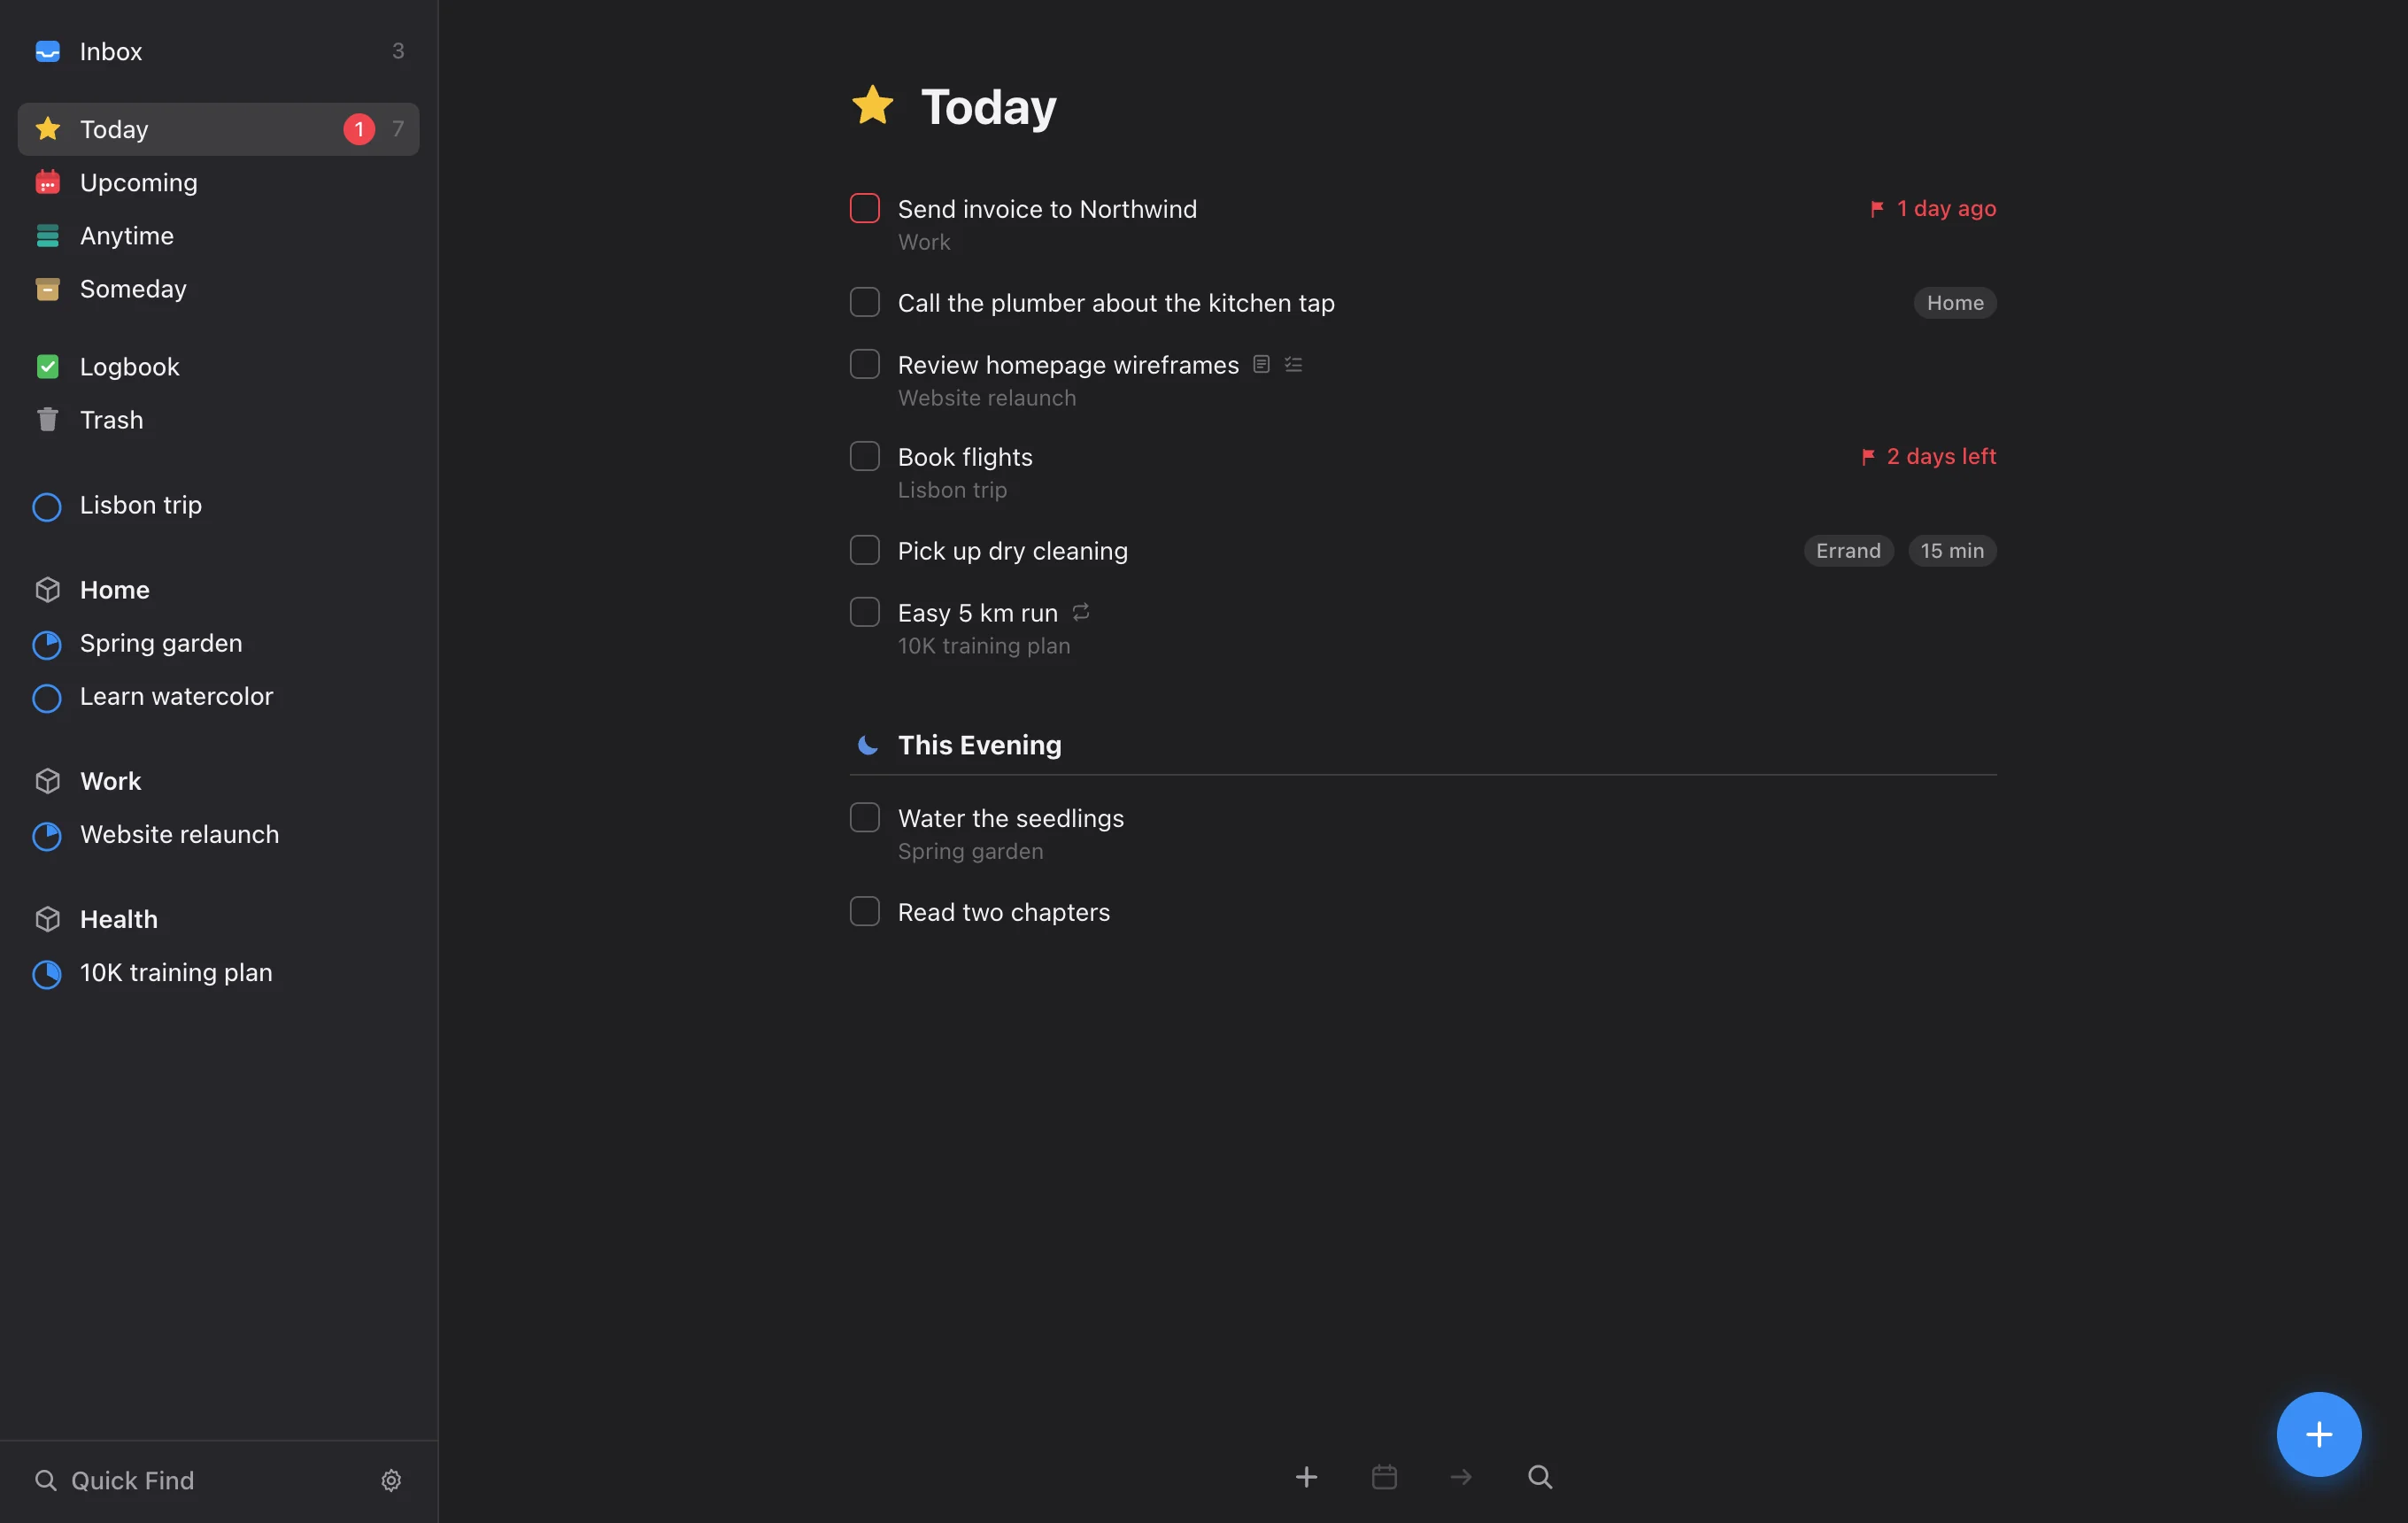 Inbox 3
Today 1 7
Upcoming
Anytime
Someday
Logbook
Trash
Lisbon trip
Home
Spring garden
Learn watercolor
Work
Website relaunch
Health
10K training plan
Quick Find
Today
Send invoice to Northwind 1 day ago
Work
Call the plumber about the kitchen tap Home
Review homepage wireframes
Website relaunch
Book flights 2 days left
Lisbon trip
Pick up dry cleaning Errand 15 min
Easy 5 km run
10K training plan
This Evening
Water the seedlings
Spring garden
Read two chapters